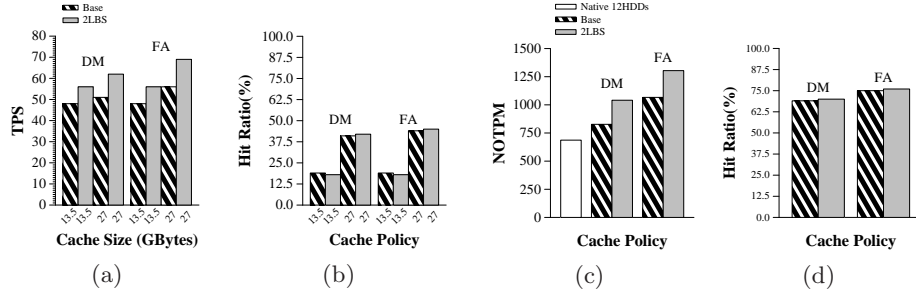 Base
2LBS
80
70
60
50
40
30
20
10
0
TPS
DM
FA
13.5
13.5
27
27
13.5
13.5
27
27
Cache Size (GBytes)
(a)
100.0
87.5
75.0
62.5
50.0
37.5
25.0
12.5
0.0
Hit Ratio(%)
DM
FA
13.5
13.5
27
27
13.5
13.5
27
27
Cache Policy
(b)
Native 12HDDs
Base
2LBS
1500
1250
1000
750
500
250
0
NOTPM
DM
FA
Cache Policy
(c)
100.0
87.5
75.0
62.5
50.0
37.5
25.0
12.5
0.0
Hit Ratio(%)
DM
FA
Cache Policy
(d)